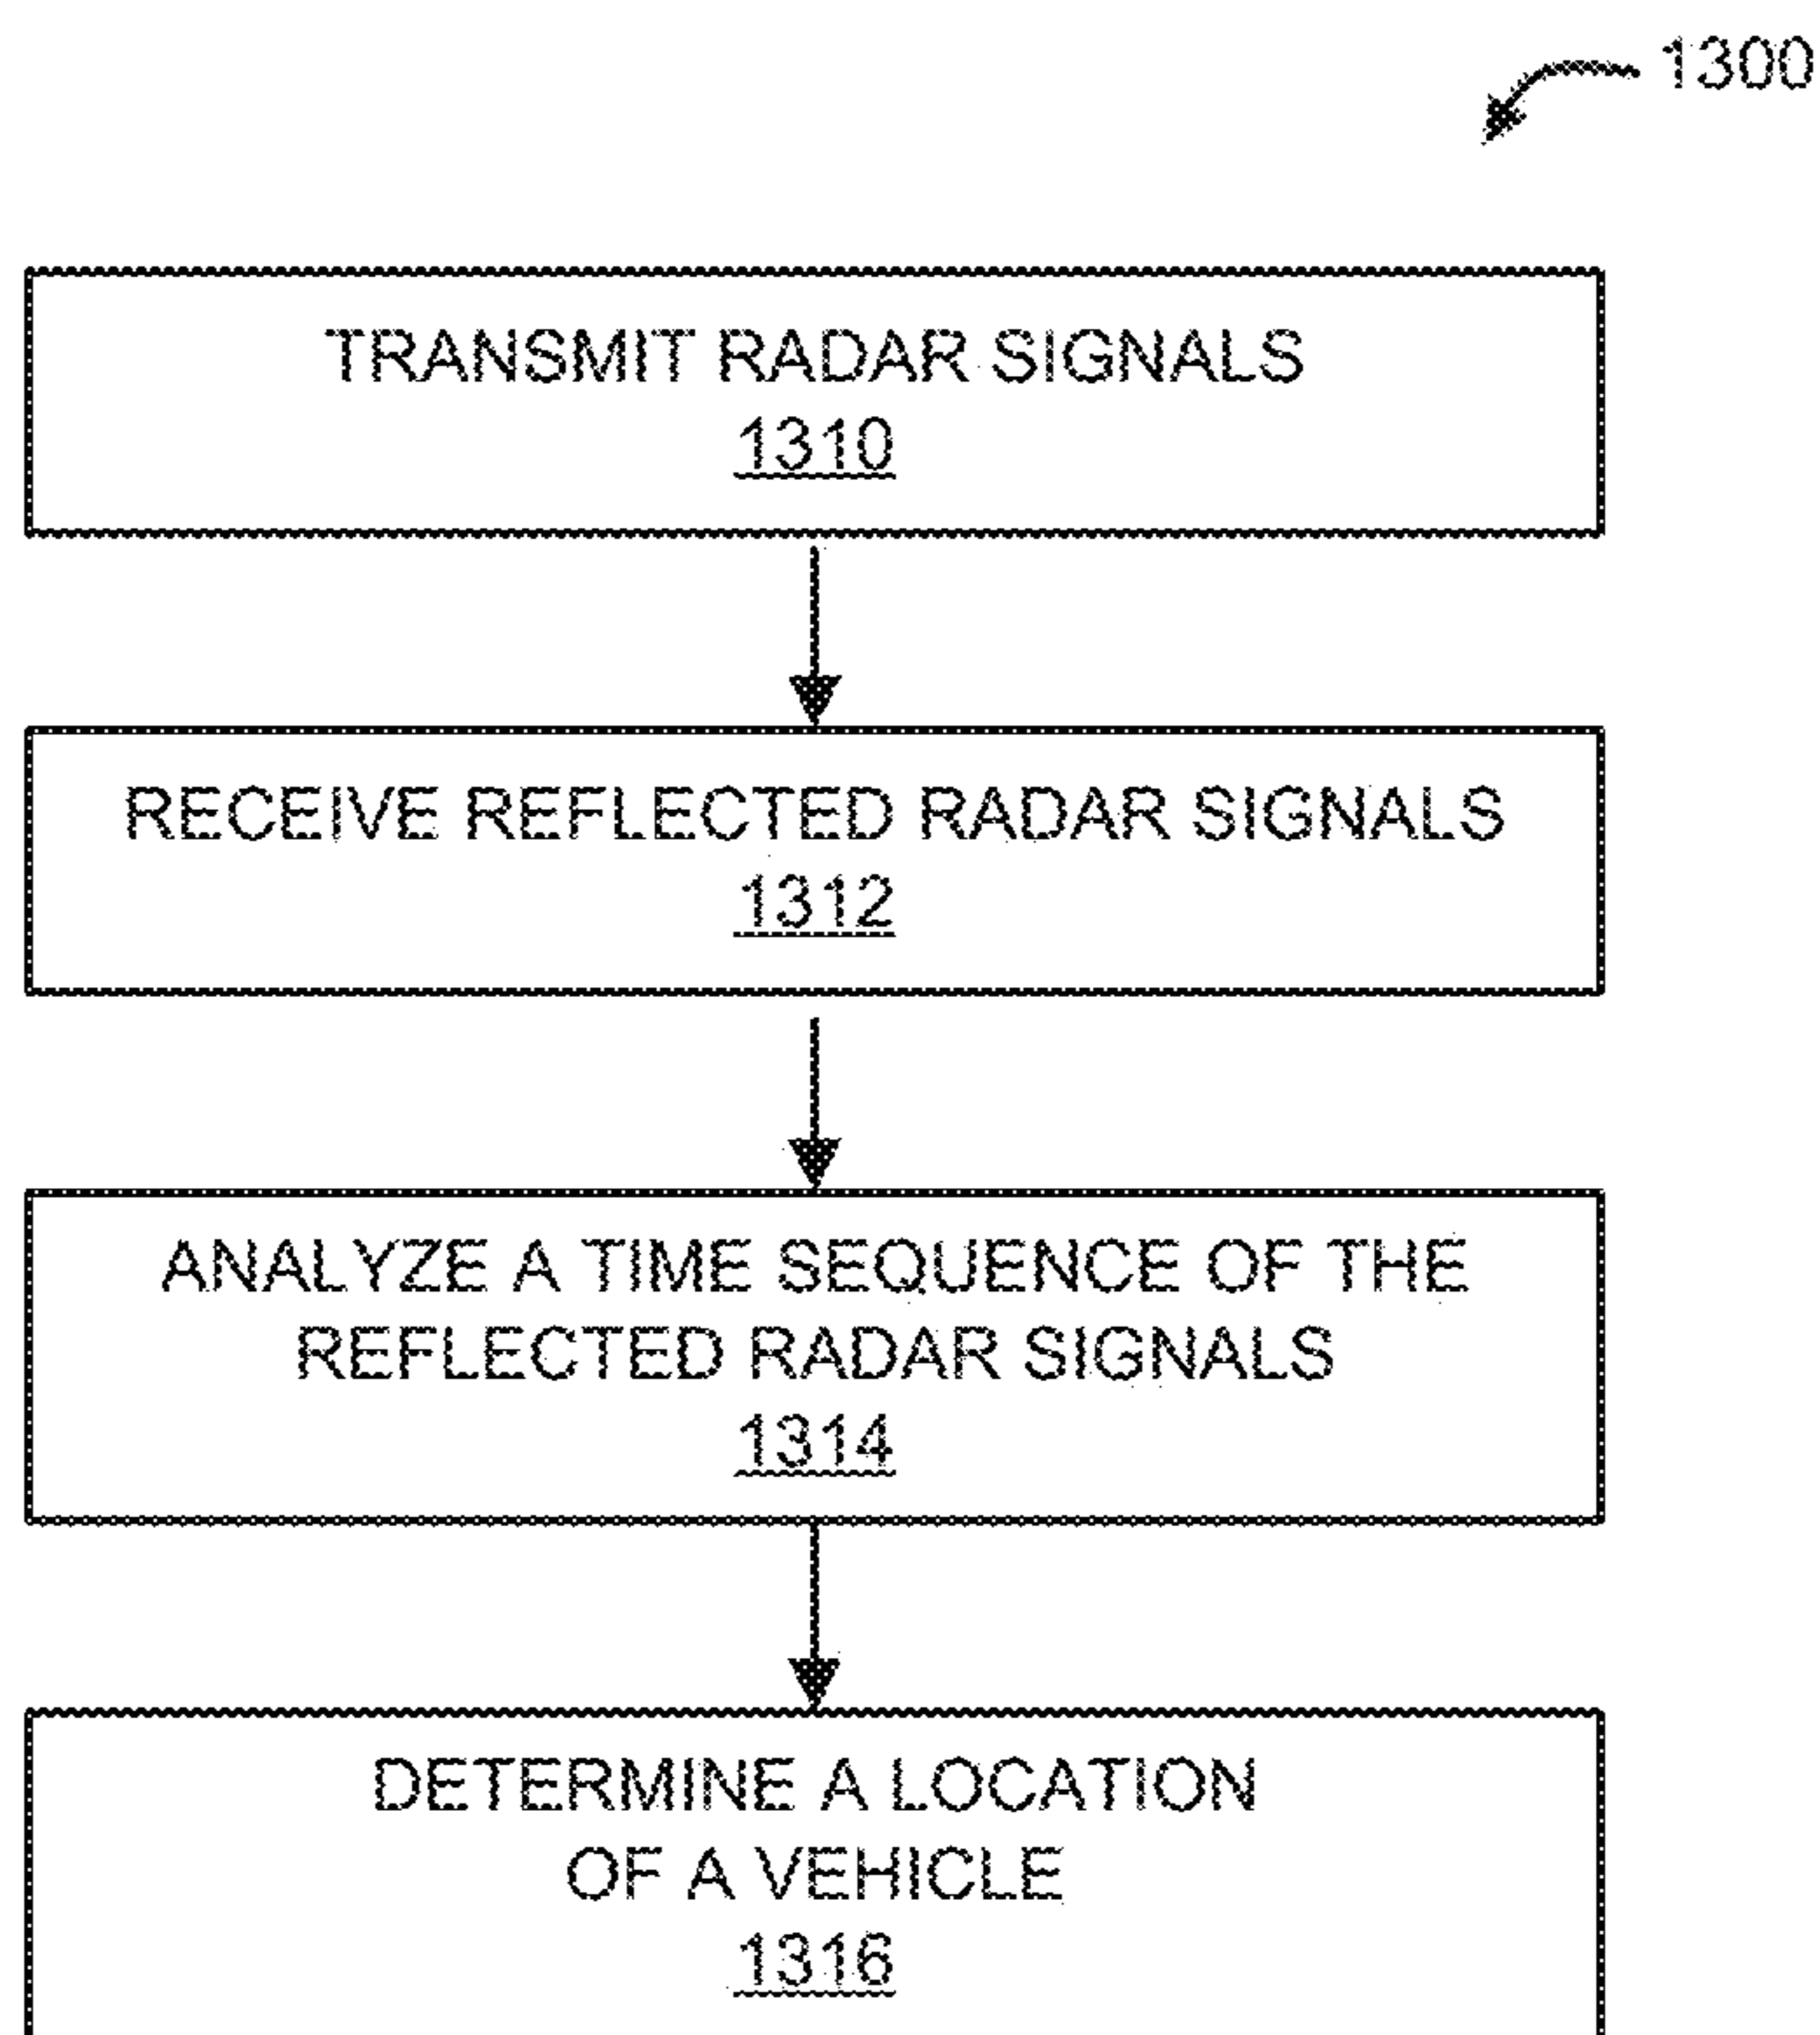 1300
TRANSMIT RADAR SIGNALS
1310
RECEIVE REFLECTED RADAR SIGNALS
1312
ANALYZE A TIME SEQUENCE OF THE
REFLECTED RADAR SIGNALS
1314
DETERMINE A LOCATION
OF A VEHICLE
1316